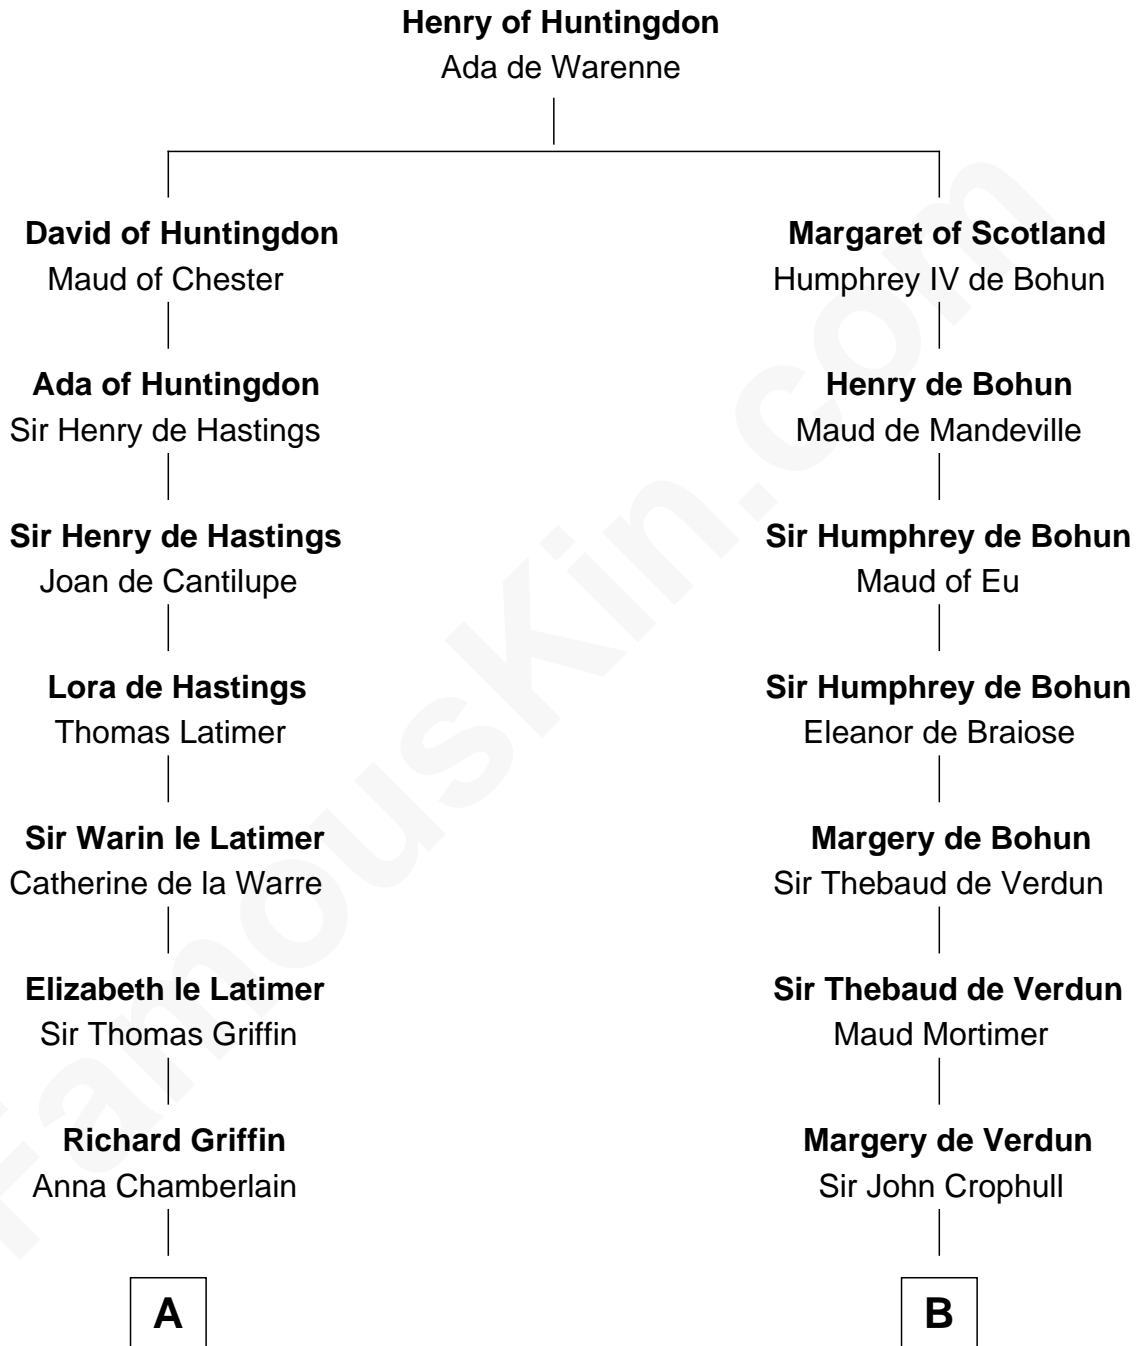 Henry of Huntingdon
Ada de Warenne
David of Huntingdon
Maud of Chester
Margaret of Scotland
Humphrey IV de Bohun
Ada of Huntingdon
Sir Henry de Hastings
Henry de Bohun
Maud de Mandeville
Sir Henry de Hastings
Joan de Cantilupe
Sir Humphrey de Bohun
Maud of Eu
Lora de Hastings
Thomas Latimer
Sir Humphrey de Bohun
Eleanor de Braiose
Sir Warin le Latimer
Catherine de la Warre
Margery de Bohun
Sir Thebaud de Verdun
Elizabeth le Latimer
Sir Thomas Griffin
Sir Thebaud de Verdun
Maud Mortimer
Richard Griffin
Anna Chamberlain
Margery de Verdun
Sir John Crophull
A
B
FamousKin.com